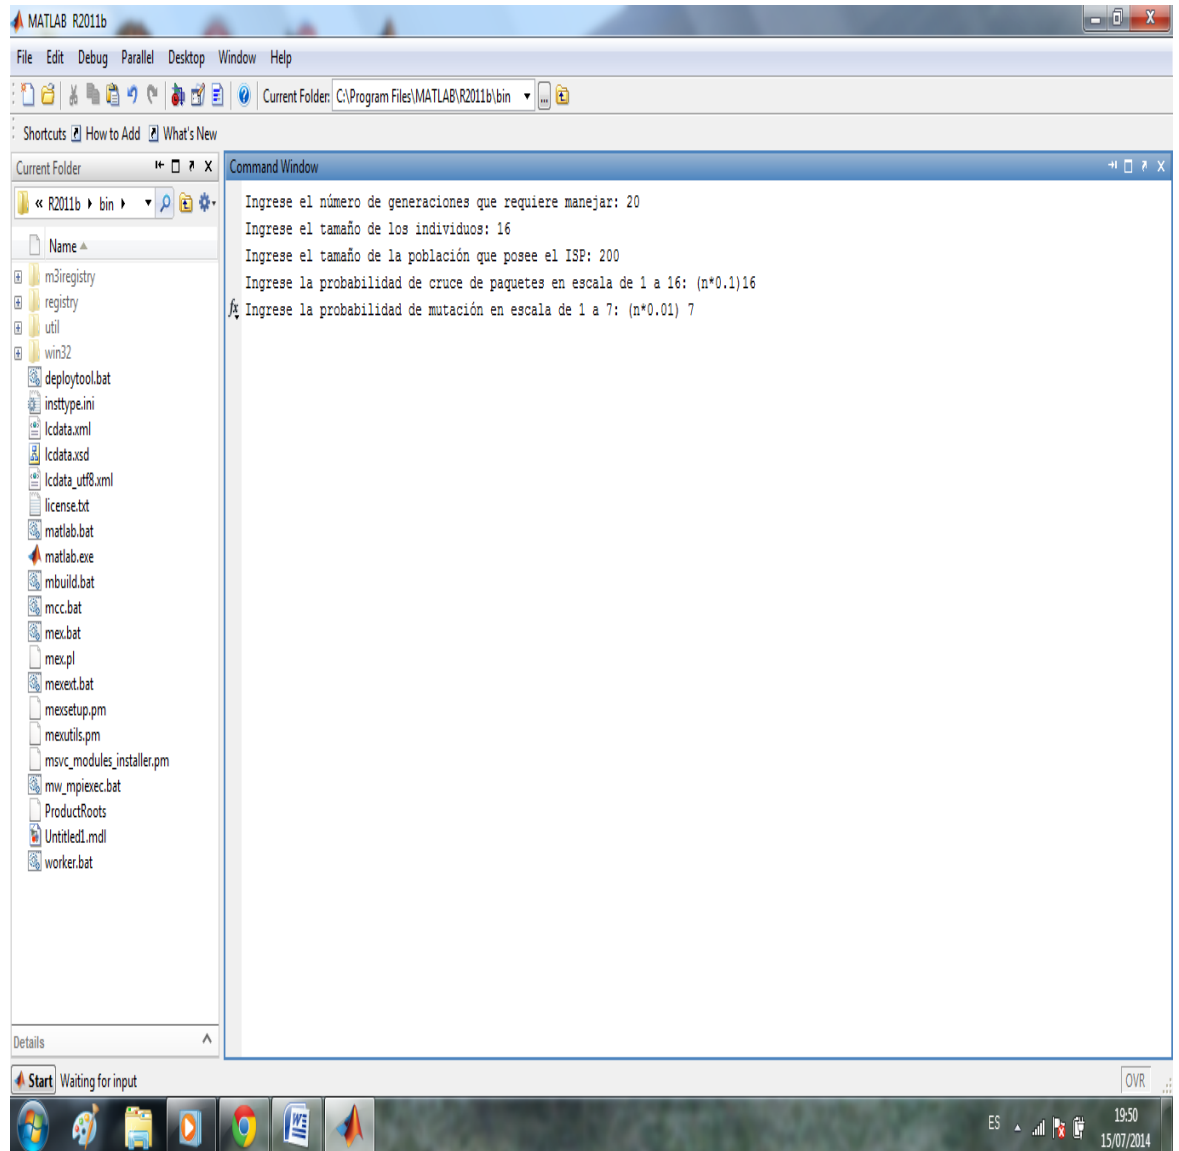 MATLAB R2011b
File Edit Debug Parallel Desktop Window Help
Current Folder: C:\Program Files\MATLAB\R2011b\bin ...
Shortcuts How to Add What's New
Current Folder
« R2011b bin
Name
m3iregistry
registry
util
win32
deploytool.bat
insttype.ini
lcdata.xml
lcdata.xsd
lcdata_utf8.xml
license.txt
matlab.bat
matlab.exe
mbuild.bat
mcc.bat
mex.bat
mex.pl
mexext.bat
mexsetup.pm
mexutils.pm
msvc_modules_installer.pm
mw_mpiexec.bat
ProductRoots
Untitled1.mdl
worker.bat
Details
Command Window
Ingrese el número de generaciones que requiere manejar: 20
Ingrese el tamaño de los individuos: 16
Ingrese el tamaño de la población que posee el ISP: 200
Ingrese la probabilidad de cruce de paquetes en escala de 1 a 16: (n*0.1)16
fx Ingrese la probabilidad de mutación en escala de 1 a 7: (n*0.01) 7
Start Waiting for input
OVR
ES
19:50
15/07/2014